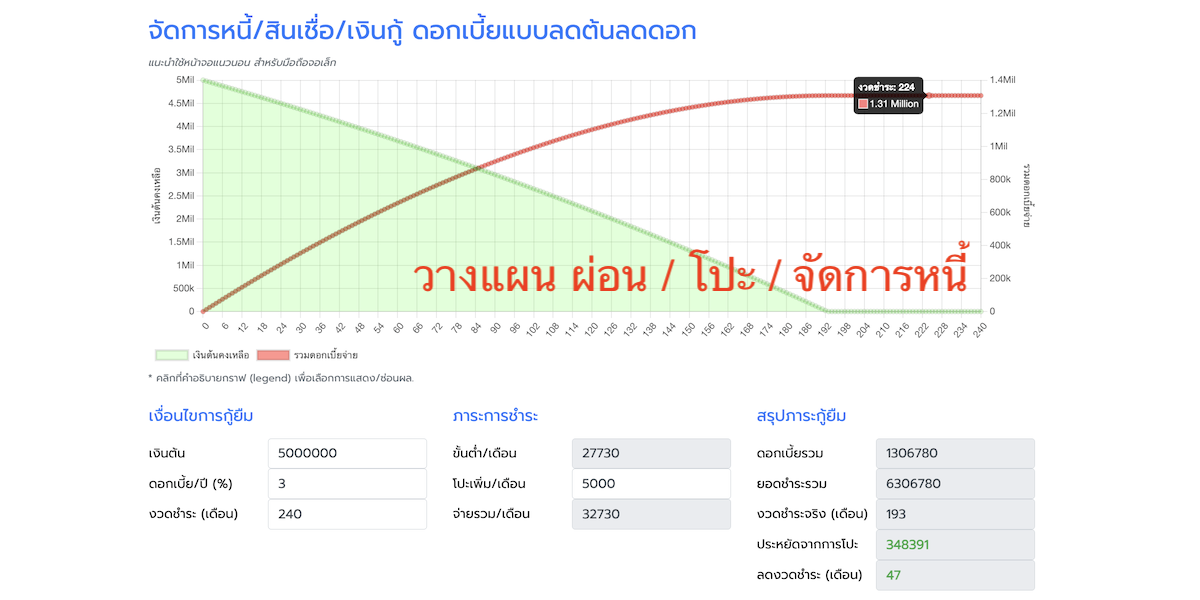 จัดการหนี้/สินเชื่อ/เงินกู้ ดอกเบี้ยแบบลดต้นลดดอก
แนะนำใช้หน้าจอแนวนอน สำหรับมือถือจอเล็ก
5Mil
4.5Mil
4Mil
3.5Mil
3Mil
2.5Mil
2Mil
1.5Mil
1Mil
500k
0
เงินต้นคงเหลือ
งวดชำระ: 224
1.31 Million
1.4Mil
1.2Mil
1Mil
800k
600k
400k
200k
0
รวมดอกเบี้ยจ่าย
วางแผน ผ่อน / โปะ / จัดการหนี้
0 6 12 18 24 30 36 42 48 54 60 66 72 78 84 90 96 102 108 114 120 126 132 138 144 150 156 162 168 174 180 186 192 198 204 210 216 222 228 234 240
เงินต้นคงเหลือ รวมดอกเบี้ยจ่าย
* คลิกที่คำอธิบายกราฟ (legend) เพื่อเลือกการแสดง/ซ่อนผล.
เงื่อนไขการกู้ยืม
เงินต้น 5000000
ดอกเบี้ย/ปี (%) 3
งวดชำระ (เดือน) 240
ภาระการชำระ
ขั้นต่ำ/เดือน 27730
โปะเพิ่ม/เดือน 5000
จ่ายรวม/เดือน 32730
สรุปภาระกู้ยืม
ดอกเบี้ยรวม 1306780
ยอดชำระรวม 6306780
งวดชำระจริง (เดือน) 193
ประหยัดจากการโปะ 348391
ลดงวดชำระ (เดือน) 47